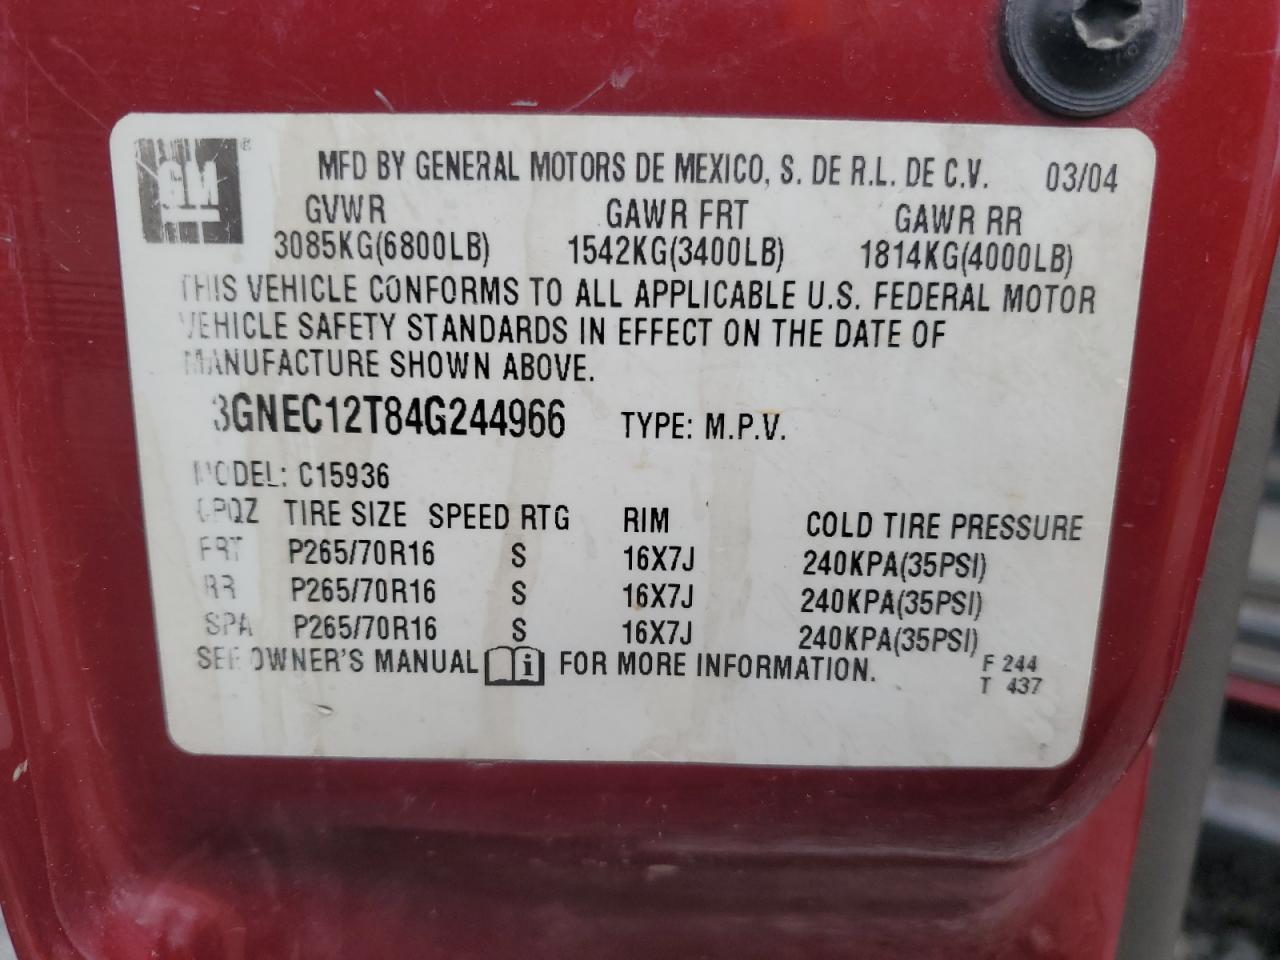 GM ®
MFD BY GENERAL MOTORS DE MEXICO, S. DE R.L. DE C.V. 03/04
GVWR GAWR FRT GAWR RR
3085KG(6800LB) 1542KG(3400LB) 1814KG(4000LB)
THIS VEHICLE CONFORMS TO ALL APPLICABLE U.S. FEDERAL MOTOR
VEHICLE SAFETY STANDARDS IN EFFECT ON THE DATE OF
MANUFACTURE SHOWN ABOVE.
3GNEC12T84G244966 TYPE: M.P.V.
MODEL: C15936
TIRE SIZE SPEED RTG RIM COLD TIRE PRESSURE
FRT P265/70R16 S 16X7J 240KPA(35PSI)
RR P265/70R16 S 16X7J 240KPA(35PSI)
SPA P265/70R16 S 16X7J 240KPA(35PSI)
SEE OWNER'S MANUAL i FOR MORE INFORMATION.
F 244
T 437